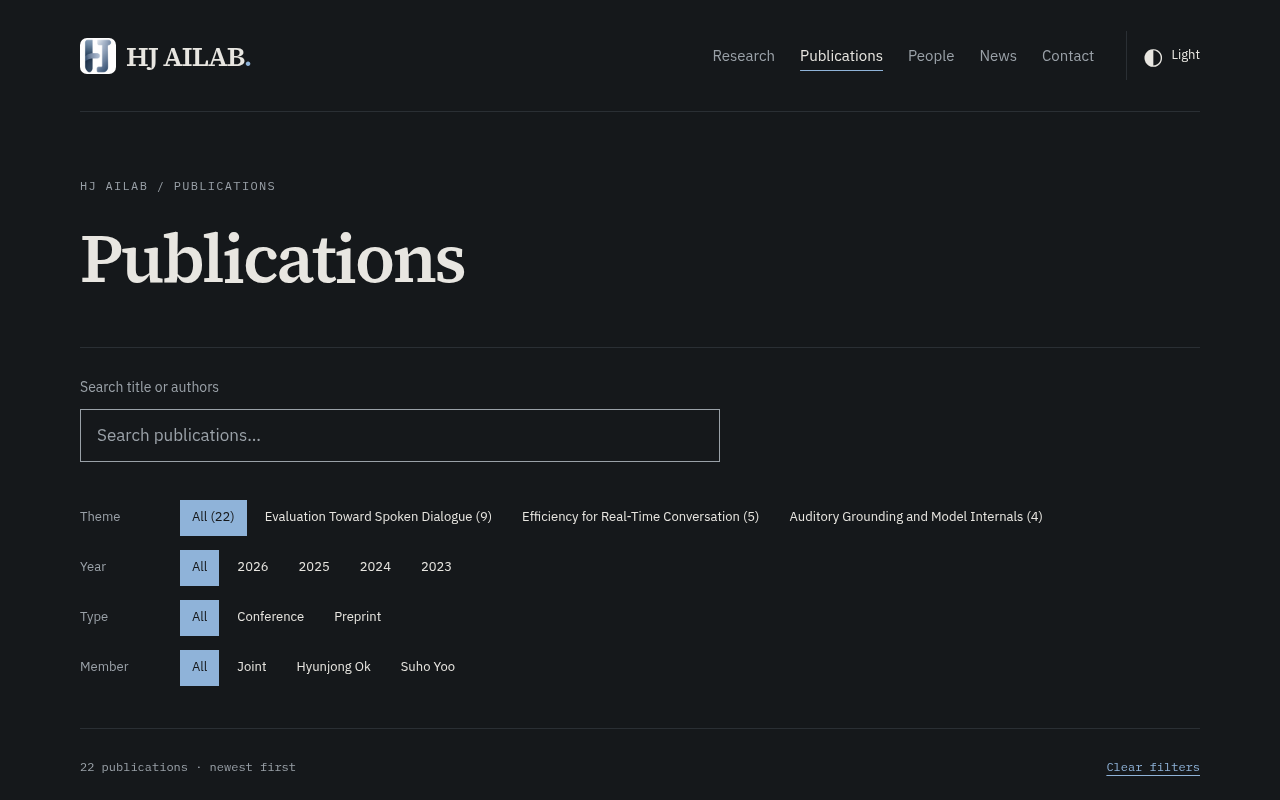 HJ AILAB.
Research Publications People News Contact Light
HJ AILAB / PUBLICATIONS
Publications
Search title or authors
Search publications...
Theme All (22) Evaluation Toward Spoken Dialogue (9) Efficiency for Real-Time Conversation (5) Auditory Grounding and Model Internals (4)
Year All 2026 2025 2024 2023
Type All Conference Preprint
Member All Joint Hyunjong Ok Suho Yoo
22 publications · newest first Clear filters